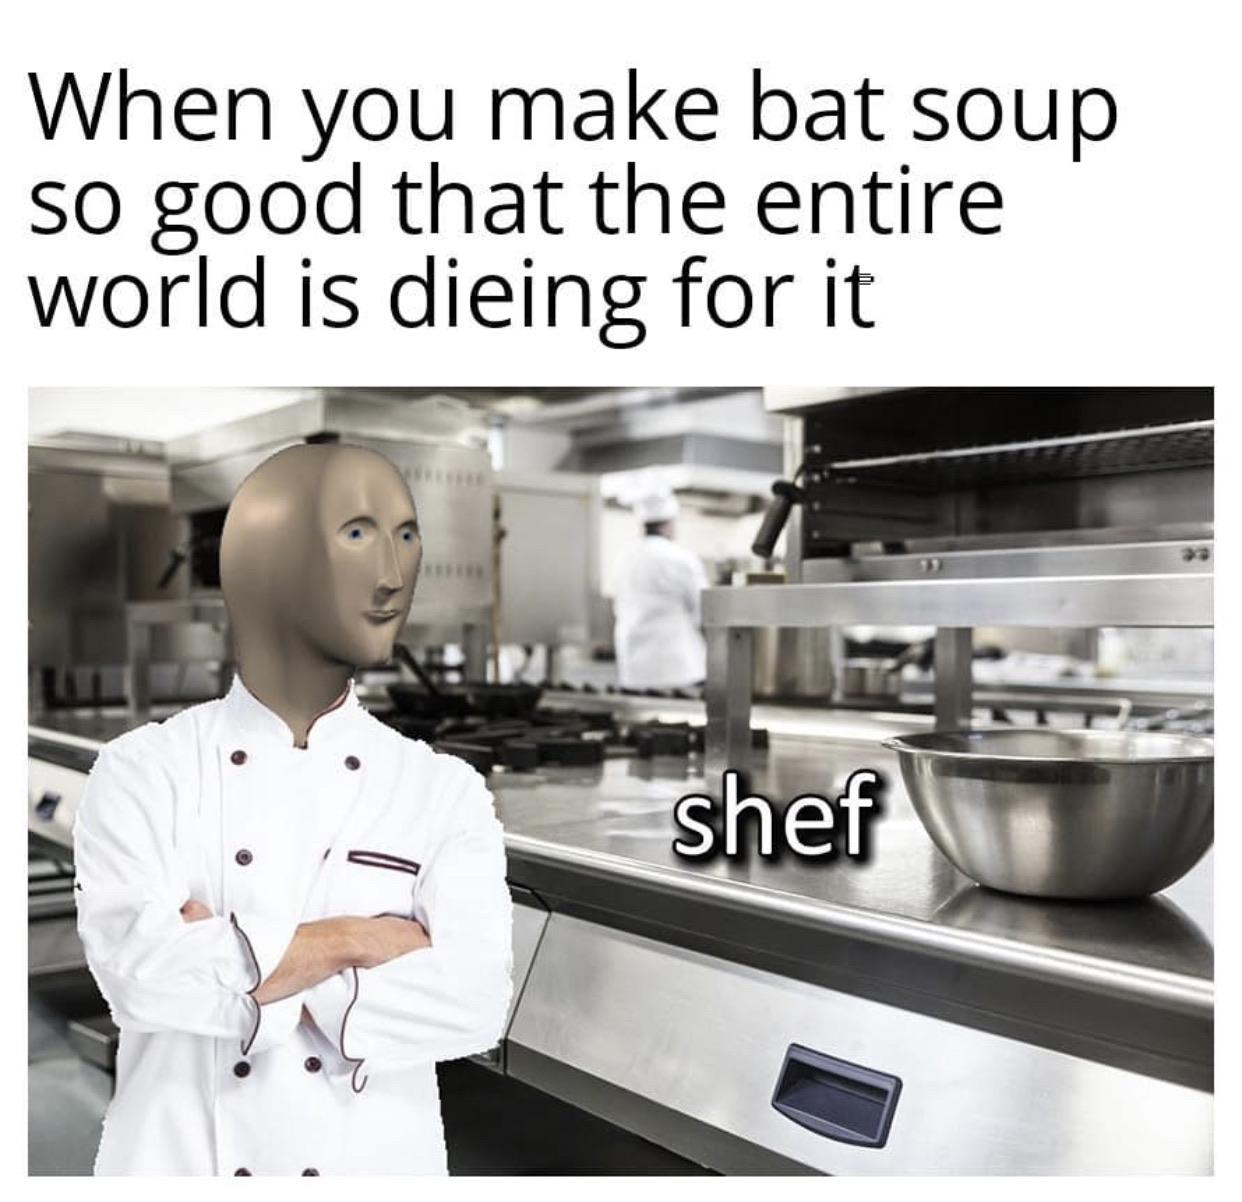 When you make bat soup
so good that the entire
world is dieing for it
shef